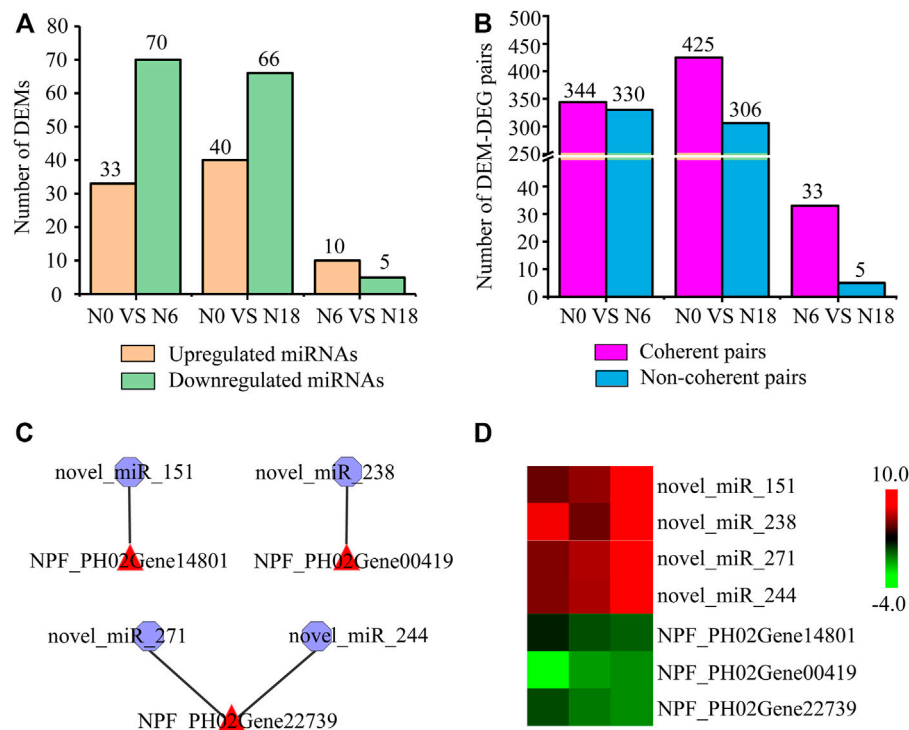 A
Number of DEMs
80
70
60
50
40
30
20
10
0
33
70
40
66
10
5
N0 VS N6
N0 VS N18
N6 VS N18
Upregulated miRNAs
Downregulated miRNAs
B
Number of DEM-DEG pairs
500
450
400
350
300
250
50
40
30
20
10
0
344
330
425
306
33
5
N0 VS N6
N0 VS N18
N6 VS N18
Coherent pairs
Non-coherent pairs
C
novel_miR_151
novel_miR_238
NPF_PH02Gene14801
NPF_PH02Gene00419
novel_miR_271
novel_miR_244
NPF_PH02Gene22739
D
novel_miR_151
novel_miR_238
novel_miR_271
novel_miR_244
NPF_PH02Gene14801
NPF_PH02Gene00419
NPF_PH02Gene22739
10.0
-4.0